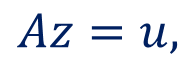 Az = u,